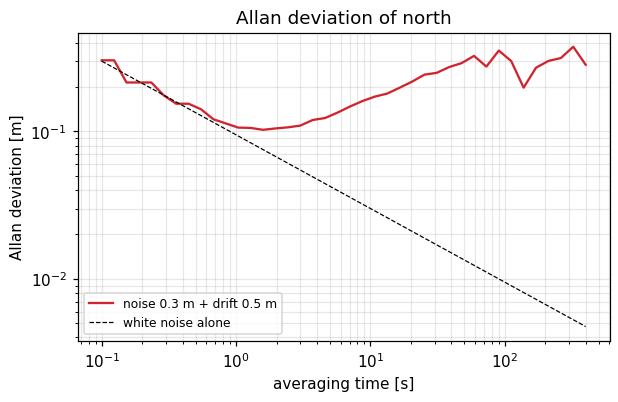 Allan deviation of north
Allan deviation [m]
10⁻¹
10⁻²
noise 0.3 m + drift 0.5 m
white noise alone
10⁻¹ 10⁰ 10¹ 10²
averaging time [s]